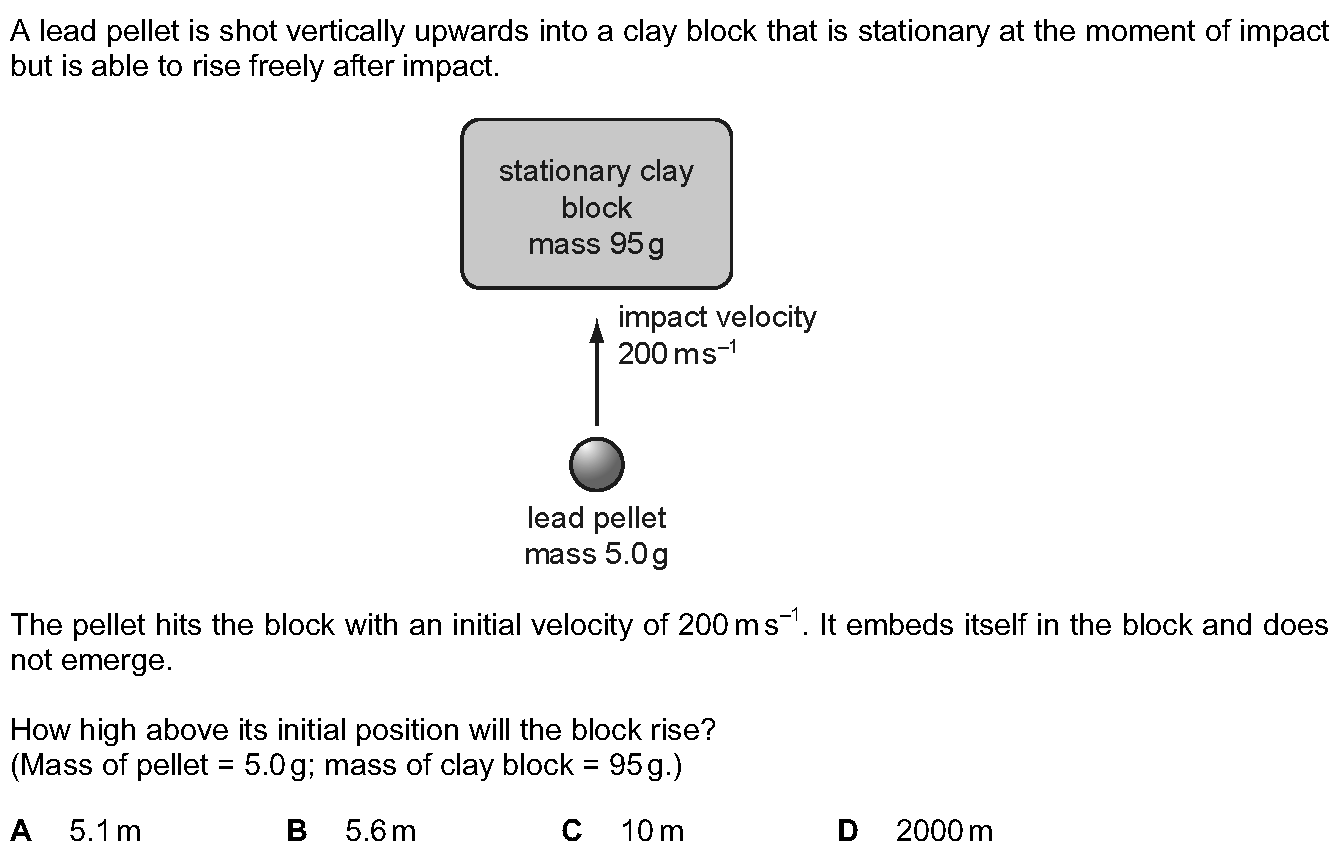 A lead pellet is shot vertically upwards into a clay block that is stationary at the moment of impact
but is able to rise freely after impact.
stationary clay
block
mass 95 g
impact velocity
200 m s⁻¹
lead pellet
mass 5.0 g
The pellet hits the block with an initial velocity of 200 m s⁻¹. It embeds itself in the block and does
not emerge.
How high above its initial position will the block rise?
(Mass of pellet = 5.0 g; mass of clay block = 95 g.)
A 5.1 m B 5.6 m C 10 m D 2000 m